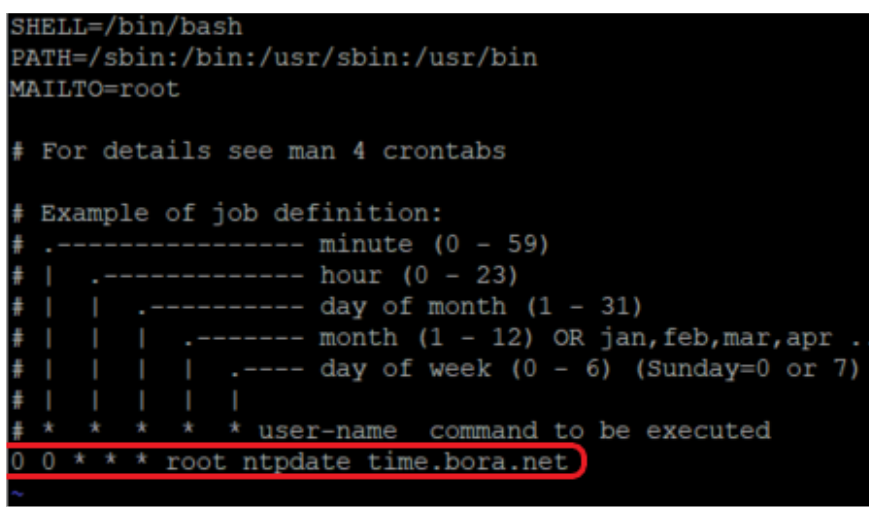 SHELL=/bin/bash
PATH=/sbin:/bin:/usr/sbin:/usr/bin
MAILTO=root
# For details see man 4 crontabs
# Example of job definition:
# .---------------- minute (0 - 59)
# |  .------------- hour (0 - 23)
# |  |  .---------- day of month (1 - 31)
# |  |  |  .------- month (1 - 12) OR jan,feb,mar,apr ..
# |  |  |  |  .---- day of week (0 - 6) (Sunday=0 or 7)
# |  |  |  |  |
# *  *  *  *  * user-name  command to be executed
0 0 * * * root ntpdate time.bora.net
~